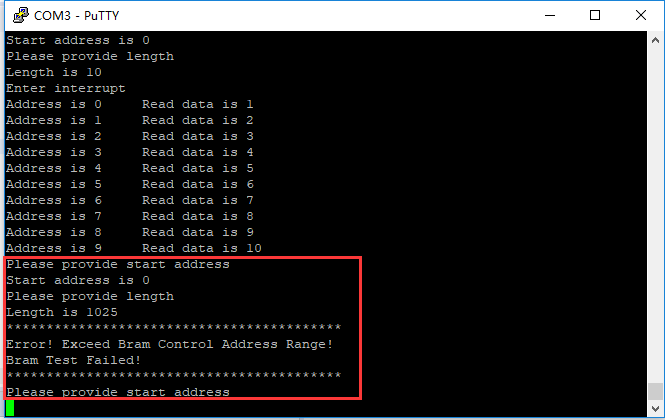 COM3 - PuTTY
Start address is 0
Please provide length
Length is 10
Enter interrupt
Address is 0     Read data is 1
Address is 1     Read data is 2
Address is 2     Read data is 3
Address is 3     Read data is 4
Address is 4     Read data is 5
Address is 5     Read data is 6
Address is 6     Read data is 7
Address is 7     Read data is 8
Address is 8     Read data is 9
Address is 9     Read data is 10
Please provide start address
Start address is 0
Please provide length
Length is 1025
******************************************
Error! Exceed Bram Control Address Range!
Bram Test Failed!
******************************************
Please provide start address